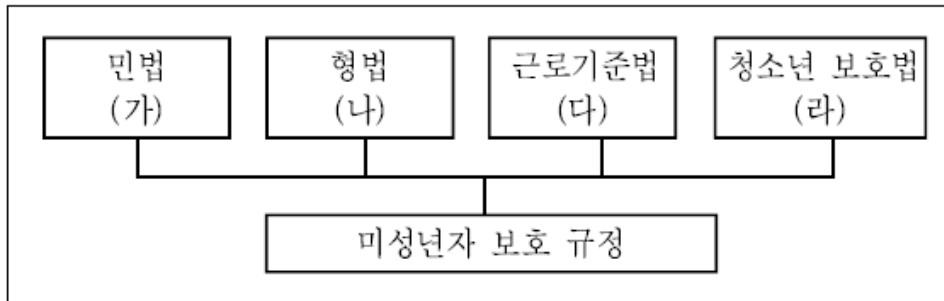 민법
(가)
형법
(나)
근로기준법
(다)
청소년 보호법
(라)
미성년자 보호 규정